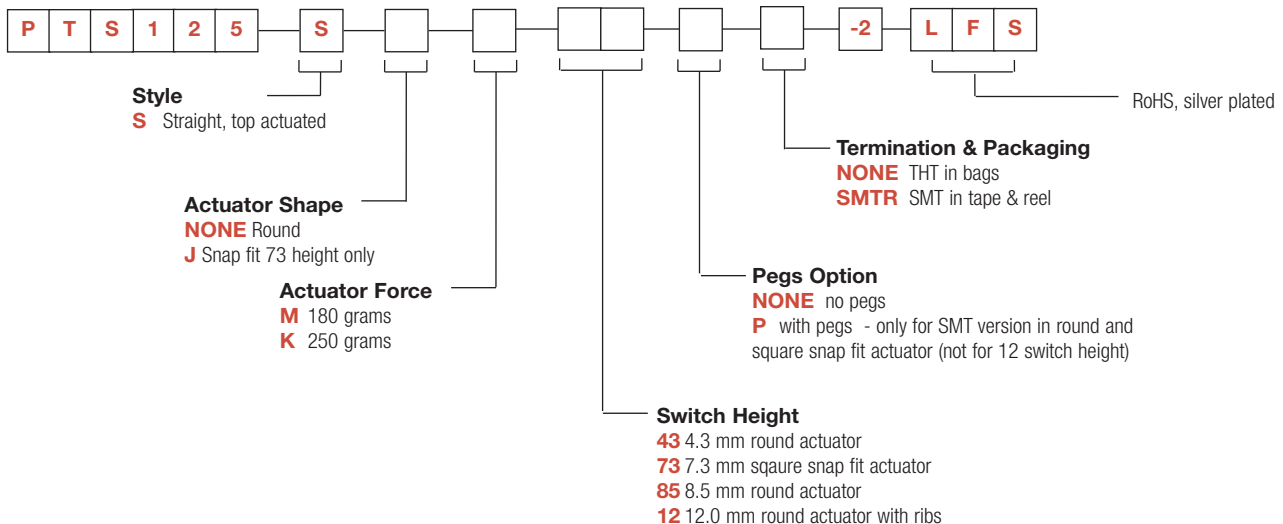 P T S 1 2 5 S -2 L F S
Style
S Straight, top actuated
RoHS, silver plated
Termination & Packaging
NONE THT in bags
SMTR SMT in tape & reel
Actuator Shape
NONE Round
J Snap fit 73 height only
Actuator Force
M 180 grams
K 250 grams
Pegs Option
NONE no pegs
P with pegs - only for SMT version in round and
square snap fit actuator (not for 12 switch height)
Switch Height
43 4.3 mm round actuator
73 7.3 mm sqaure snap fit actuator
85 8.5 mm round actuator
12 12.0 mm round actuator with ribs